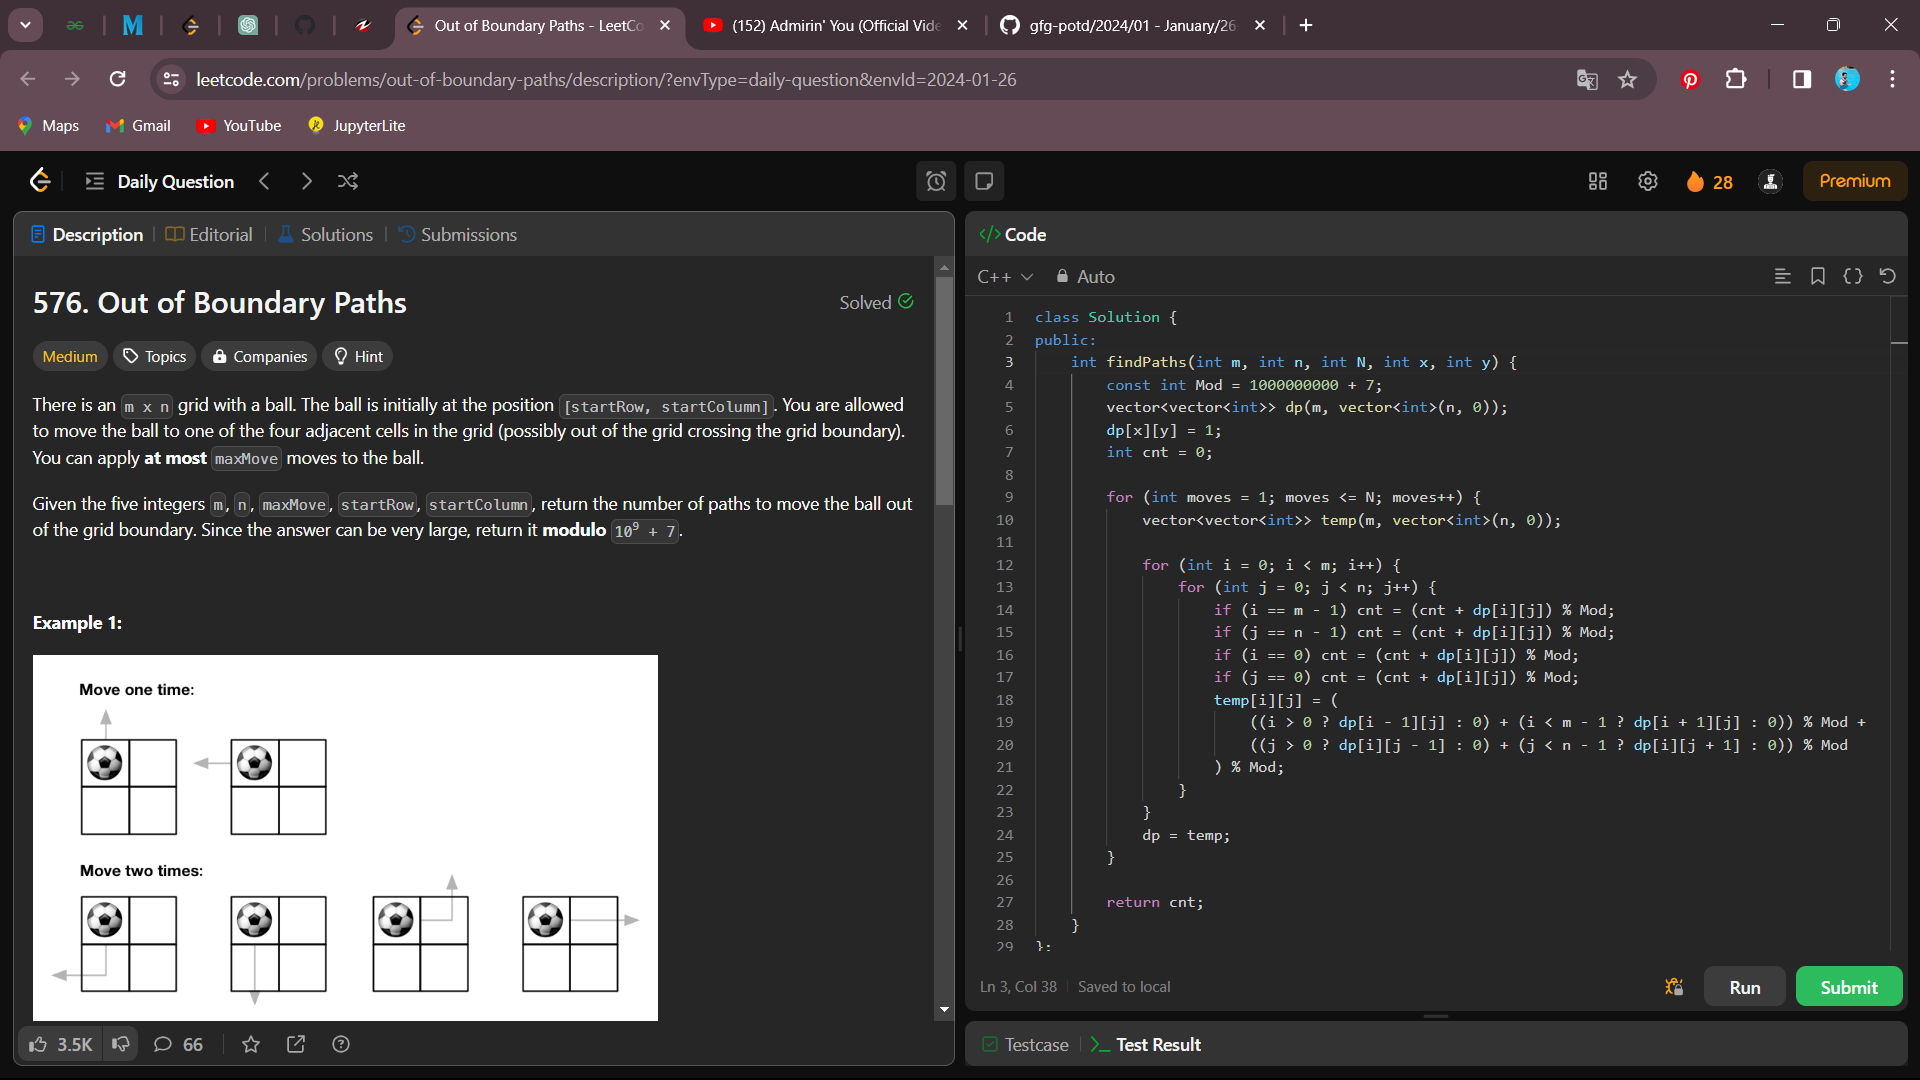 Out of Boundary Paths - LeetCo
(152) Admirin' You (Official Vide
gfg-potd/2024/01 - January/26
leetcode.com/problems/out-of-boundary-paths/description/?envType=daily-question&envId=2024-01-26
Maps
Gmail
YouTube
JupyterLite
Daily Question
28
Premium
Description
Editorial
Solutions
Submissions
576. Out of Boundary Paths
Solved
Medium
Topics
Companies
Hint
There is an m x n grid with a ball. The ball is initially at the position [startRow, startColumn]. You are allowed
to move the ball to one of the four adjacent cells in the grid (possibly out of the grid crossing the grid boundary).
You can apply at most maxMove moves to the ball.
Given the five integers m, n, maxMove, startRow, startColumn, return the number of paths to move the ball out
of the grid boundary. Since the answer can be very large, return it modulo 10⁹ + 7.
Example 1:
Move one time:
Move two times:
3.5K
66
</> Code
C++
Auto
1 class Solution {
2 public:
3 int findPaths(int m, int n, int N, int x, int y) {
4 const int Mod = 1000000000 + 7;
5 vector<vector<int>> dp(m, vector<int>(n, 0));
6 dp[x][y] = 1;
7 int cnt = 0;
8
9 for (int moves = 1; moves <= N; moves++) {
10 vector<vector<int>> temp(m, vector<int>(n, 0));
11
12 for (int i = 0; i < m; i++) {
13 for (int j = 0; j < n; j++) {
14 if (i == m - 1) cnt = (cnt + dp[i][j]) % Mod;
15 if (j == n - 1) cnt = (cnt + dp[i][j]) % Mod;
16 if (i == 0) cnt = (cnt + dp[i][j]) % Mod;
17 if (j == 0) cnt = (cnt + dp[i][j]) % Mod;
18 temp[i][j] = (
19 ((i > 0 ? dp[i - 1][j] : 0) + (i < m - 1 ? dp[i + 1][j] : 0)) % Mod +
20 ((j > 0 ? dp[i][j - 1] : 0) + (j < n - 1 ? dp[i][j + 1] : 0)) % Mod
21 ) % Mod;
22 }
23 }
24 dp = temp;
25 }
26
27 return cnt;
28 }
29 };
Ln 3, Col 38
Saved to local
Run
Submit
Testcase
Test Result